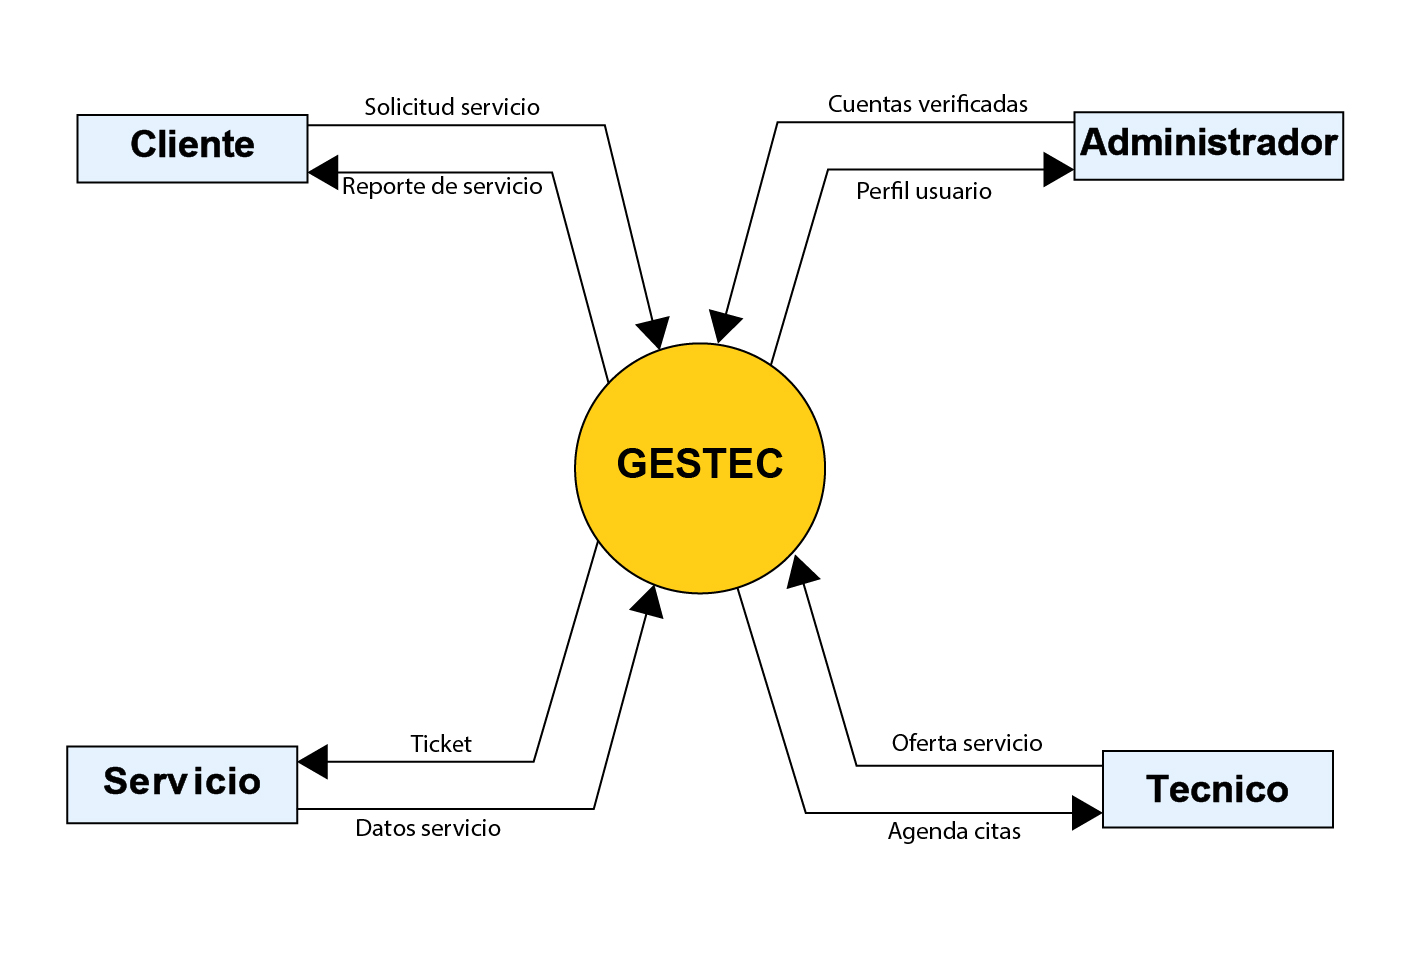 Solicitud servicio
Cuentas verificadas
Cliente
Administrador
Reporte de servicio
Perfil usuario
GESTEC
Ticket
Oferta servicio
Servicio
Tecnico
Datos servicio
Agenda citas